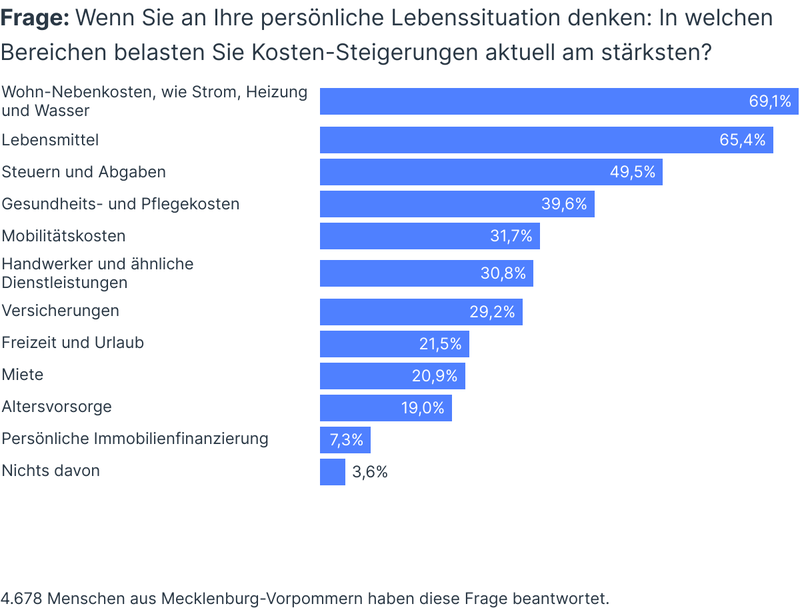 Frage: Wenn Sie an Ihre persönliche Lebenssituation denken: In welchen
Bereichen belasten Sie Kosten-Steigerungen aktuell am stärksten?
Wohn-Nebenkosten, wie Strom, Heizung
und Wasser
69,1%
Lebensmittel
65,4%
Steuern und Abgaben
49,5%
Gesundheits- und Pflegekosten
39,6%
Mobilitätskosten
31,7%
Handwerker und ähnliche
Dienstleistungen
30,8%
Versicherungen
29,2%
Freizeit und Urlaub
21,5%
Miete
20,9%
Altersvorsorge
19,0%
Persönliche Immobilienfinanzierung
7,3%
Nichts davon
3,6%
4.678 Menschen aus Mecklenburg-Vorpommern haben diese Frage beantwortet.